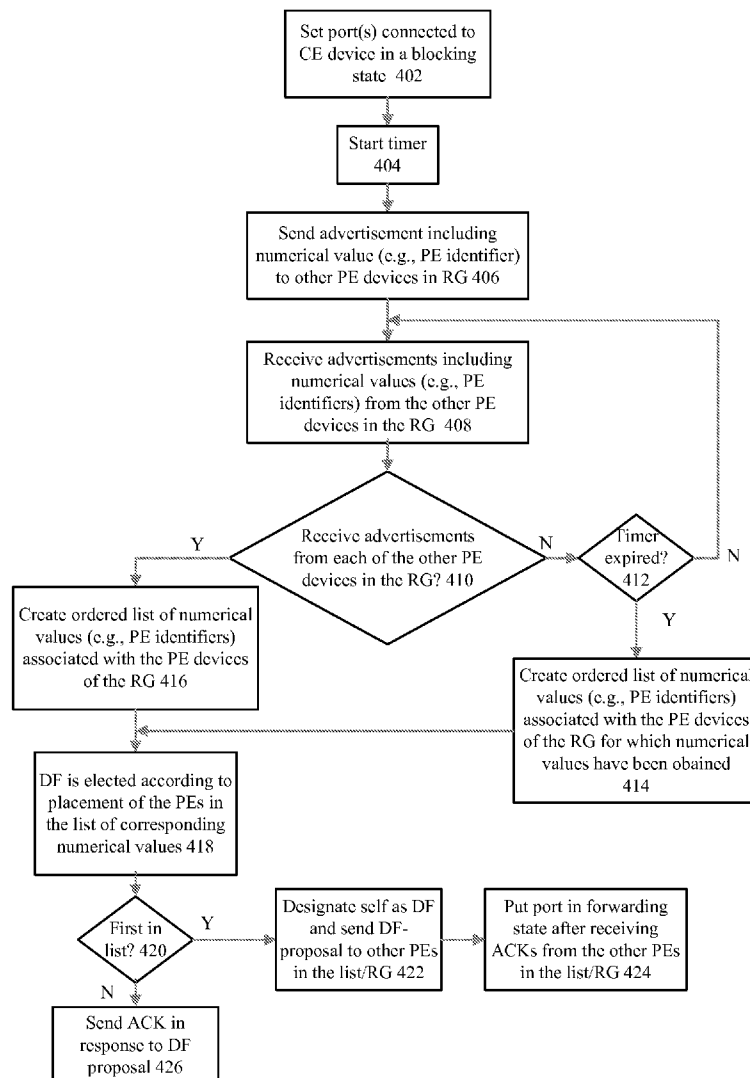 Set port(s) connected to
CE device in a blocking
state 402
Start timer
404
Send advertisement including
numerical value (e.g., PE identifier)
to other PE devices in RG 406
Receive advertisements including
numerical values (e.g., PE
identifiers) from the other PE
devices in the RG 408
Receive advertisements
from each of the other PE
devices in the RG? 410
Y
N
Timer
expired?
412
N
Y
Create ordered list of numerical
values (e.g., PE identifiers)
associated with the PE devices
of the RG 416
Create ordered list of numerical
values (e.g., PE identifiers)
associated with the PE devices
of the RG for which numerical
values have been obained
414
DF is elected according to
placement of the PEs in
the list of corresponding
numerical values 418
First in
list? 420
Y
N
Designate self as DF
and send DF-
proposal to other PEs
in the list/RG 422
Put port in forwarding
state after receiving
ACKs from the other PEs
in the list/RG 424
Send ACK in
response to DF
proposal 426